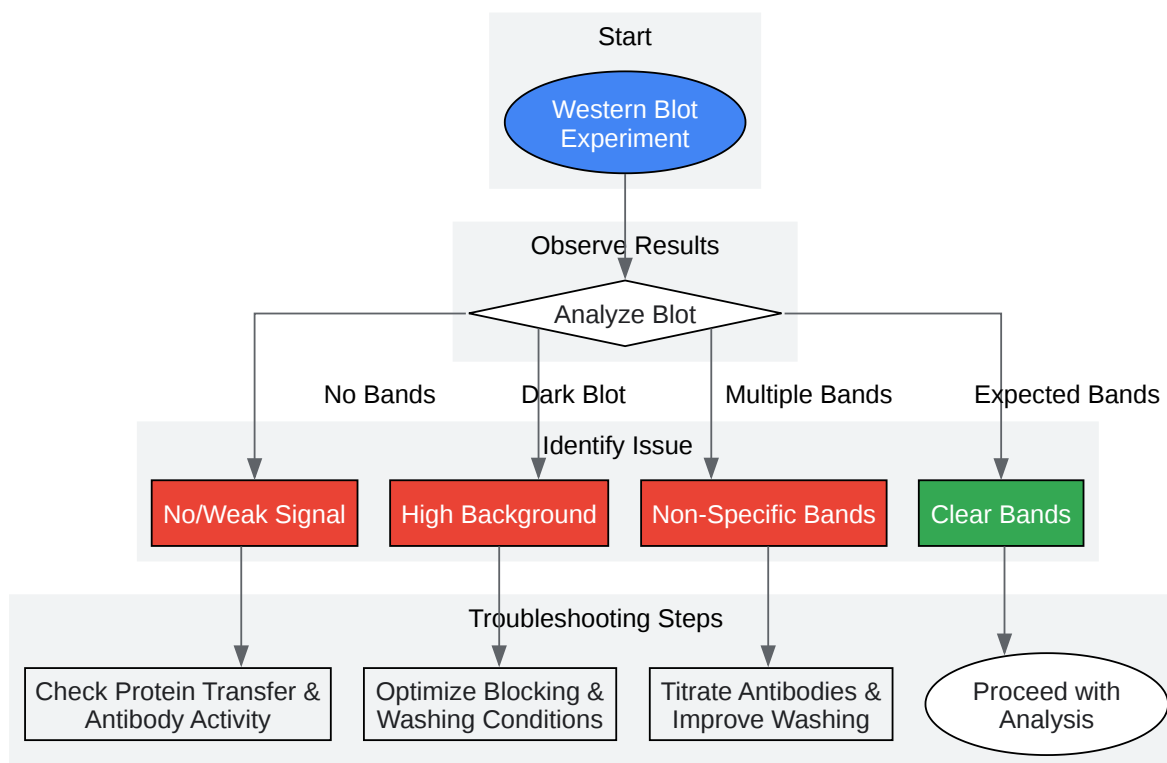 Start
Western Blot
Experiment
Observe Results
Analyze Blot
No Bands
Dark Blot
Multiple Bands
Expected Bands
Identify Issue
No/Weak Signal
High Background
Non-Specific Bands
Clear Bands
Troubleshooting Steps
Check Protein Transfer &
Antibody Activity
Optimize Blocking &
Washing Conditions
Titrate Antibodies &
Improve Washing
Proceed with
Analysis